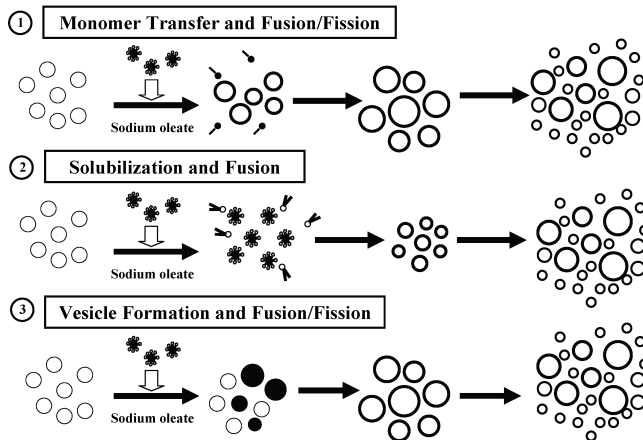 1 Monomer Transfer and Fusion/Fission
Sodium oleate
2 Solubilization and Fusion
Sodium oleate
3 Vesicle Formation and Fusion/Fission
Sodium oleate